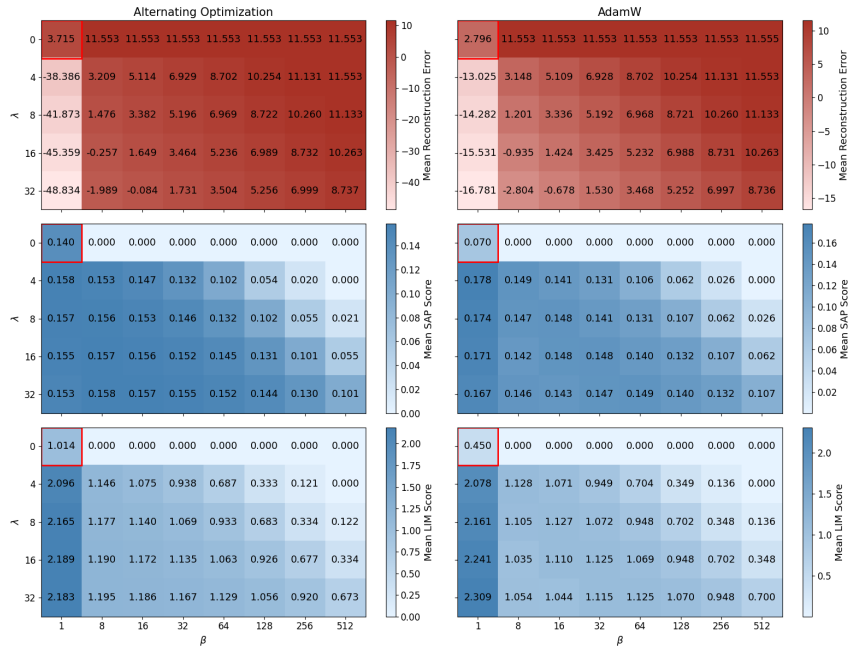 Alternating Optimization
0 3.715 11.553 11.553 11.553 11.553 11.553 11.553 11.553
4 -38.386 3.209 5.114 6.929 8.702 10.254 11.131 11.553
8 -41.873 1.476 3.382 5.196 6.969 8.722 10.260 11.133
16 -45.359 -0.257 1.649 3.464 5.236 6.989 8.732 10.263
32 -48.834 -1.989 -0.084 1.731 3.504 5.256 6.999 8.737
λ
10
0
-10
-20
-30
-40
Mean Reconstruction Error
AdamW
2.796 11.553 11.553 11.553 11.553 11.553 11.553 11.555
-13.025 3.148 5.109 6.928 8.702 10.254 11.131 11.553
-14.282 1.201 3.336 5.192 6.968 8.721 10.260 11.133
-15.531 -0.935 1.424 3.425 5.232 6.988 8.731 10.263
-16.781 -2.804 -0.678 1.530 3.468 5.252 6.997 8.736
10
5
0
-5
-10
-15
Mean Reconstruction Error
0 0.140 0.000 0.000 0.000 0.000 0.000 0.000 0.000
4 0.158 0.153 0.147 0.132 0.102 0.054 0.020 0.000
8 0.157 0.156 0.153 0.146 0.132 0.102 0.055 0.021
16 0.155 0.157 0.156 0.152 0.145 0.131 0.101 0.055
32 0.153 0.158 0.157 0.155 0.152 0.144 0.130 0.101
λ
0.14
0.12
0.10
0.08
0.06
0.04
0.02
0.00
Mean SAP Score
0.070 0.000 0.000 0.000 0.000 0.000 0.000 0.000
0.178 0.149 0.141 0.131 0.106 0.062 0.026 0.000
0.174 0.147 0.148 0.141 0.131 0.107 0.062 0.026
0.171 0.142 0.148 0.148 0.140 0.132 0.107 0.062
0.167 0.146 0.143 0.147 0.149 0.140 0.132 0.107
0.16
0.14
0.12
0.10
0.08
0.06
0.04
0.02
Mean SAP Score
0 1.014 0.000 0.000 0.000 0.000 0.000 0.000 0.000
4 2.096 1.146 1.075 0.938 0.687 0.333 0.121 0.000
8 2.165 1.177 1.140 1.069 0.933 0.683 0.334 0.122
16 2.189 1.190 1.172 1.135 1.063 0.926 0.677 0.334
32 2.183 1.195 1.186 1.167 1.129 1.056 0.920 0.673
λ
1 8 16 32 64 128 256 512
β
2.00
1.75
1.50
1.25
1.00
0.75
0.50
0.25
0.00
Mean LIM Score
0.450 0.000 0.000 0.000 0.000 0.000 0.000 0.000
2.078 1.128 1.071 0.949 0.704 0.349 0.136 0.000
2.161 1.105 1.127 1.072 0.948 0.702 0.348 0.136
2.241 1.035 1.110 1.125 1.069 0.948 0.702 0.348
2.309 1.054 1.044 1.115 1.125 1.070 0.948 0.700
1 8 16 32 64 128 256 512
β
2.0
1.5
1.0
0.5
Mean LIM Score